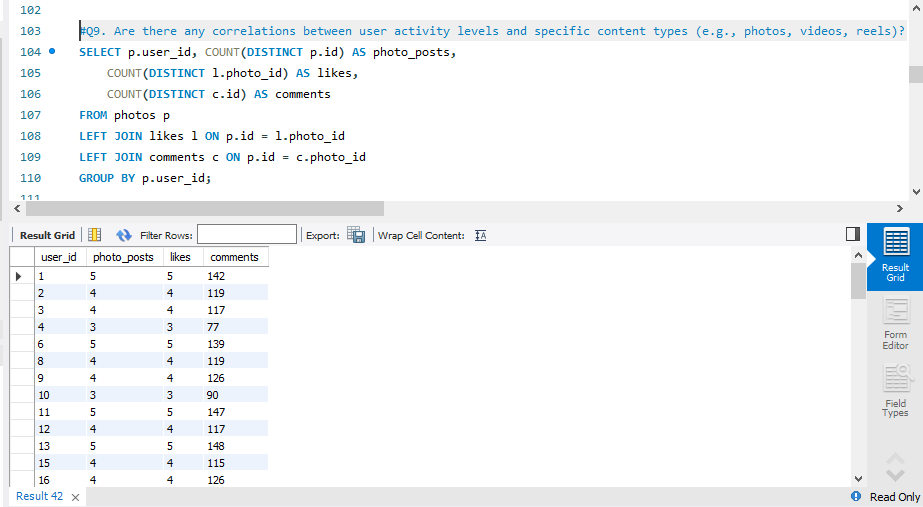 102
103 #Q9. Are there any correlations between user activity levels and specific content types (e.g., photos, videos, reels)?
104 SELECT p.user_id, COUNT(DISTINCT p.id) AS photo_posts,
105 COUNT(DISTINCT l.photo_id) AS likes,
106 COUNT(DISTINCT c.id) AS comments
107 FROM photos p
108 LEFT JOIN likes l ON p.id = l.photo_id
109 LEFT JOIN comments c ON p.id = c.photo_id
110 GROUP BY p.user_id;
111
Result Grid Filter Rows: Export: Wrap Cell Content: IA
user_id photo_posts likes comments
1 5 5 142
2 4 4 119
3 4 4 117
4 3 3 77
6 5 5 139
8 4 4 119
9 4 4 126
10 3 3 90
11 5 5 147
12 4 4 117
13 5 5 148
15 4 4 115
16 4 4 126
Result
Grid
Form
Editor
Field
Types
Result 42 Read Only